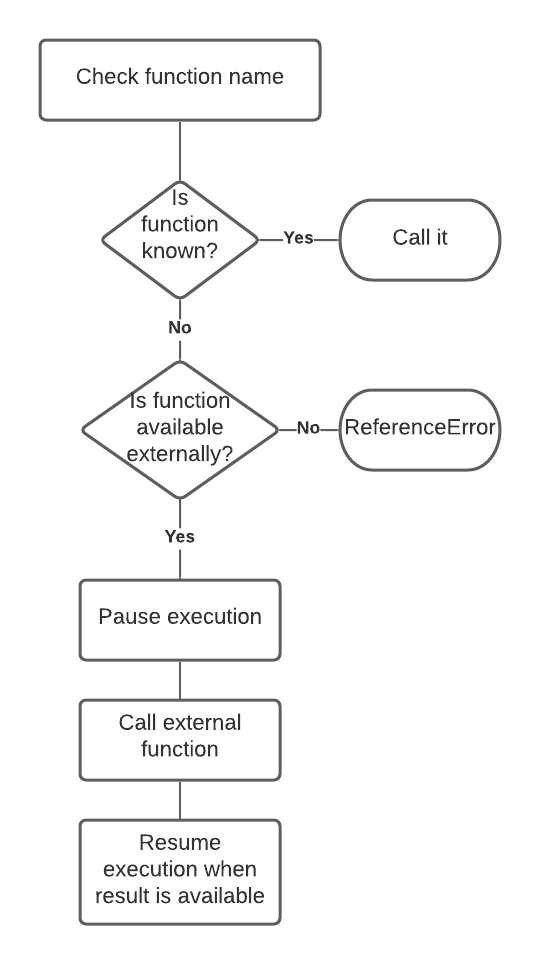 Check function name
Is
function
known?
Yes
Call it
No
Is function
available
externally?
No
ReferenceError
Yes
Pause execution
Call external
function
Resume
execution when
result is available